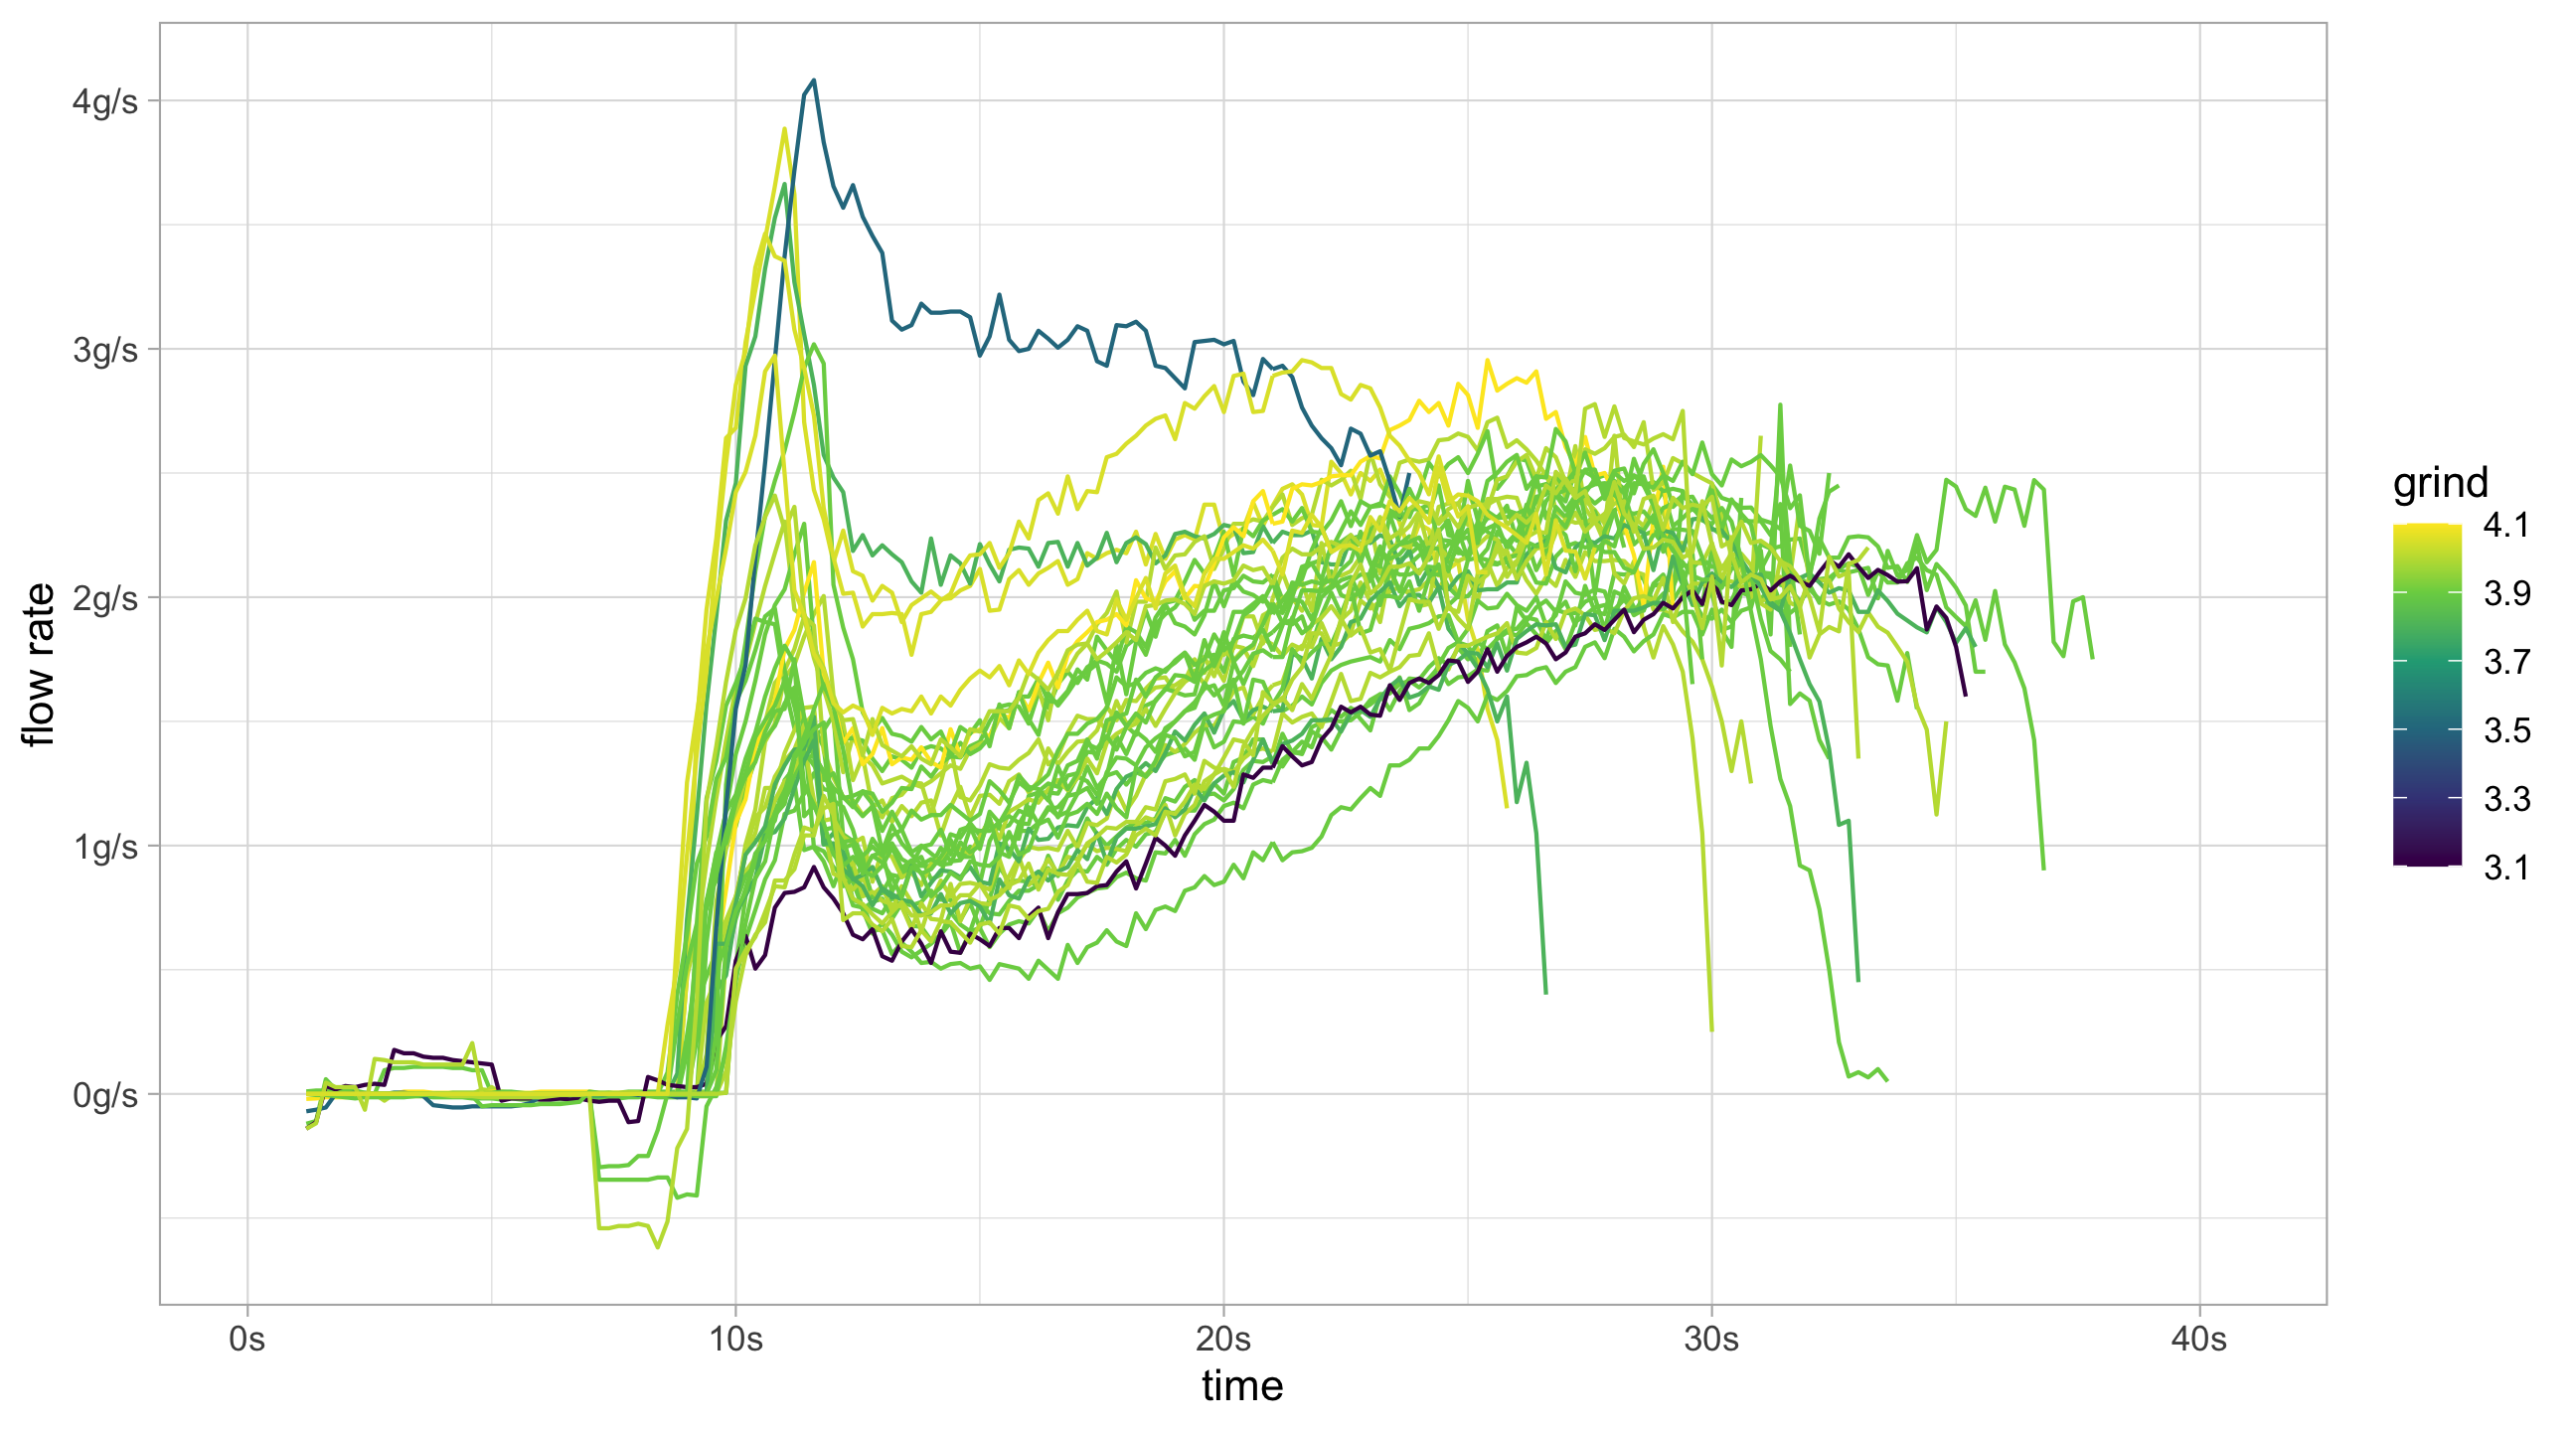 4g/s
3g/s
2g/s
1g/s
0g/s
flow rate
0s 10s 20s 30s 40s
time
grind
4.1
3.9
3.7
3.5
3.3
3.1